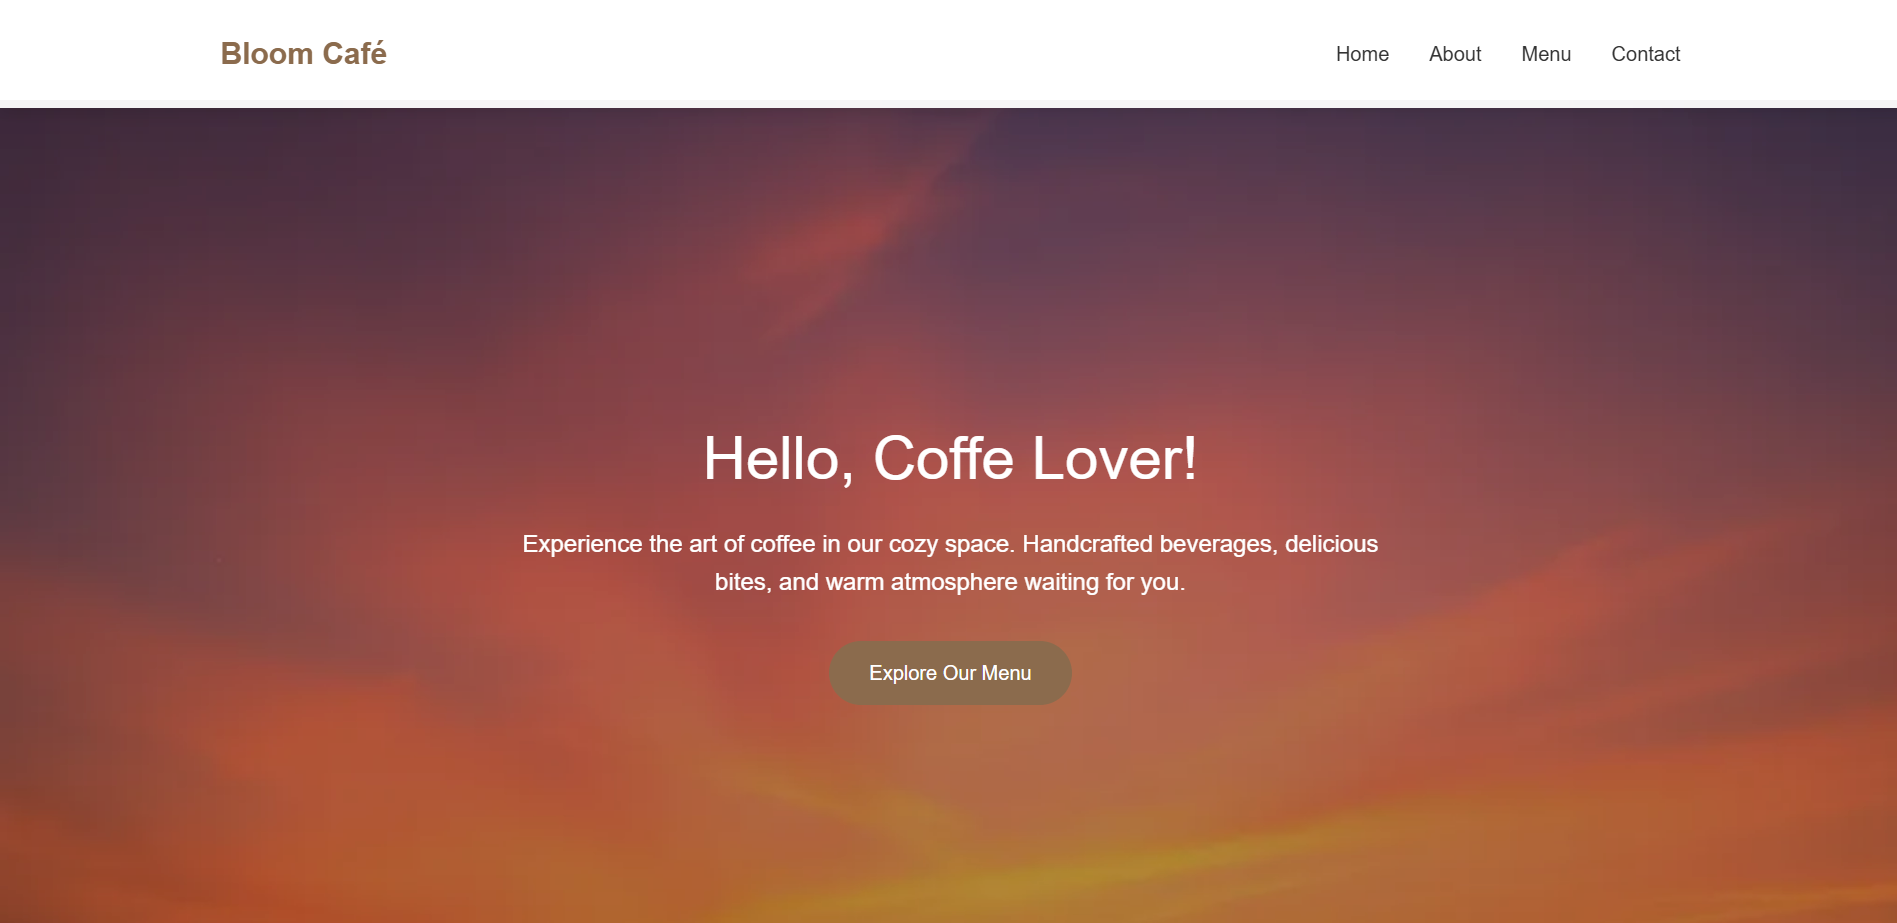 Bloom Café
Home About Menu Contact
Hello, Coffe Lover!
Experience the art of coffee in our cozy space. Handcrafted beverages, delicious
bites, and warm atmosphere waiting for you.
Explore Our Menu